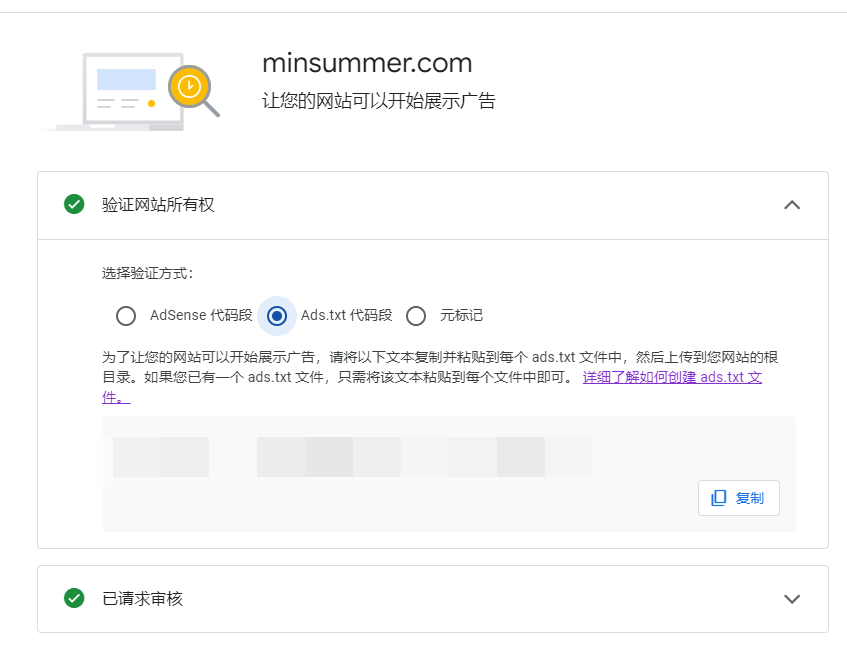 minsummer.com
让您的网站可以开始展示广告
验证网站所有权
选择验证方式：
AdSense 代码段 Ads.txt 代码段 元标记
为了让您的网站可以开始展示广告，请将以下文本复制并粘贴到每个 ads.txt 文件中，然后上传到您网站的根
目录。如果您已有一个 ads.txt 文件，只需将该文本粘贴到每个文件中即可。 详细了解如何创建 ads.txt 文
件。
复制
已请求审核